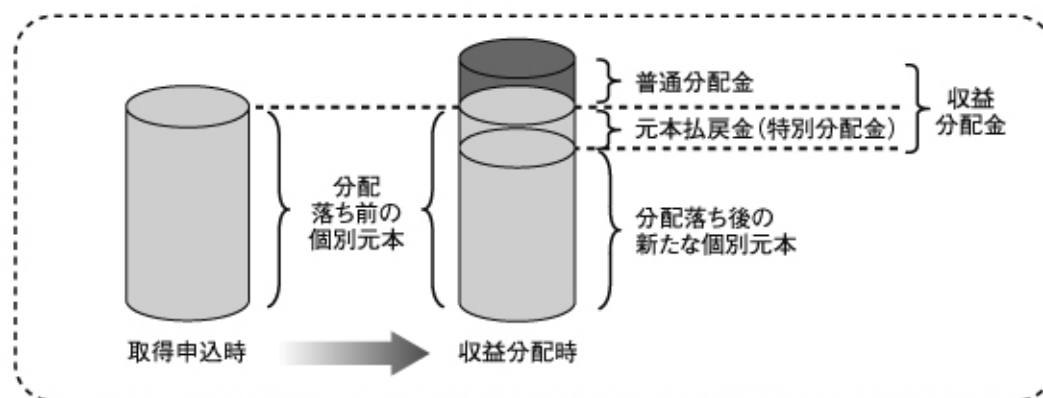 普通分配金
収益
分配金
元本払戻金(特別分配金)
分配
落ち前の
個別元本
分配落ち後の
新たな個別元本
取得申込時
収益分配時